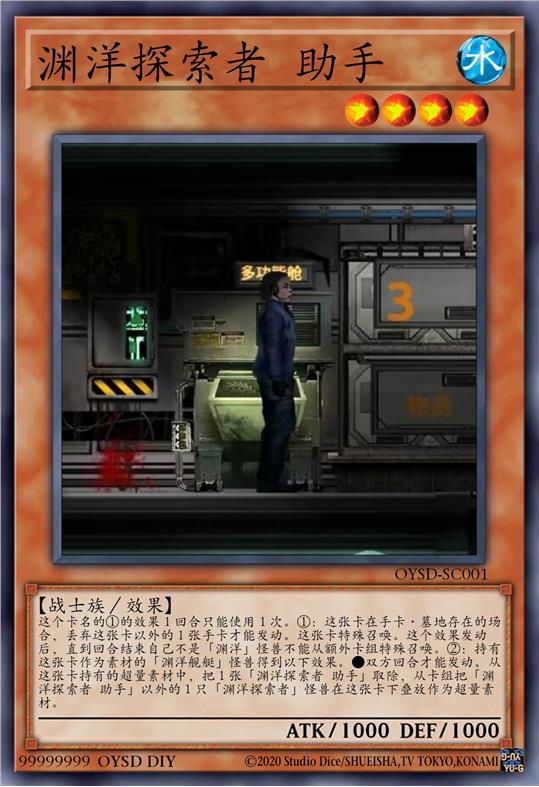 渊洋探索者 助手
水
多功能舱
3
物资
OYSD-SC001
【战士族／效果】
这个卡名的①的效果１回合只能使用１次。①：这张卡在手卡・墓地存在的场
合，丢弃这张卡以外的１张手卡才能发动。这张卡特殊召唤。这个效果发动
后，直到回合结束自己不是「渊洋」怪兽不能从额外卡组特殊召唤。②：持有
这张卡作为素材的「渊洋舰艇」怪兽得到以下效果。●双方回合才能发动。从
这张卡持有的超量素材中，把１张「渊洋探索者 助手」取除，从卡组把「渊
洋探索者 助手」以外的１只「渊洋探索者」怪兽在这张卡下叠放作为超量素
材。
ATK/1000 DEF/1000
99999999 OYSD DIY
©2020 Studio Dice/SHUEISHA,TV TOKYO,KONAMI